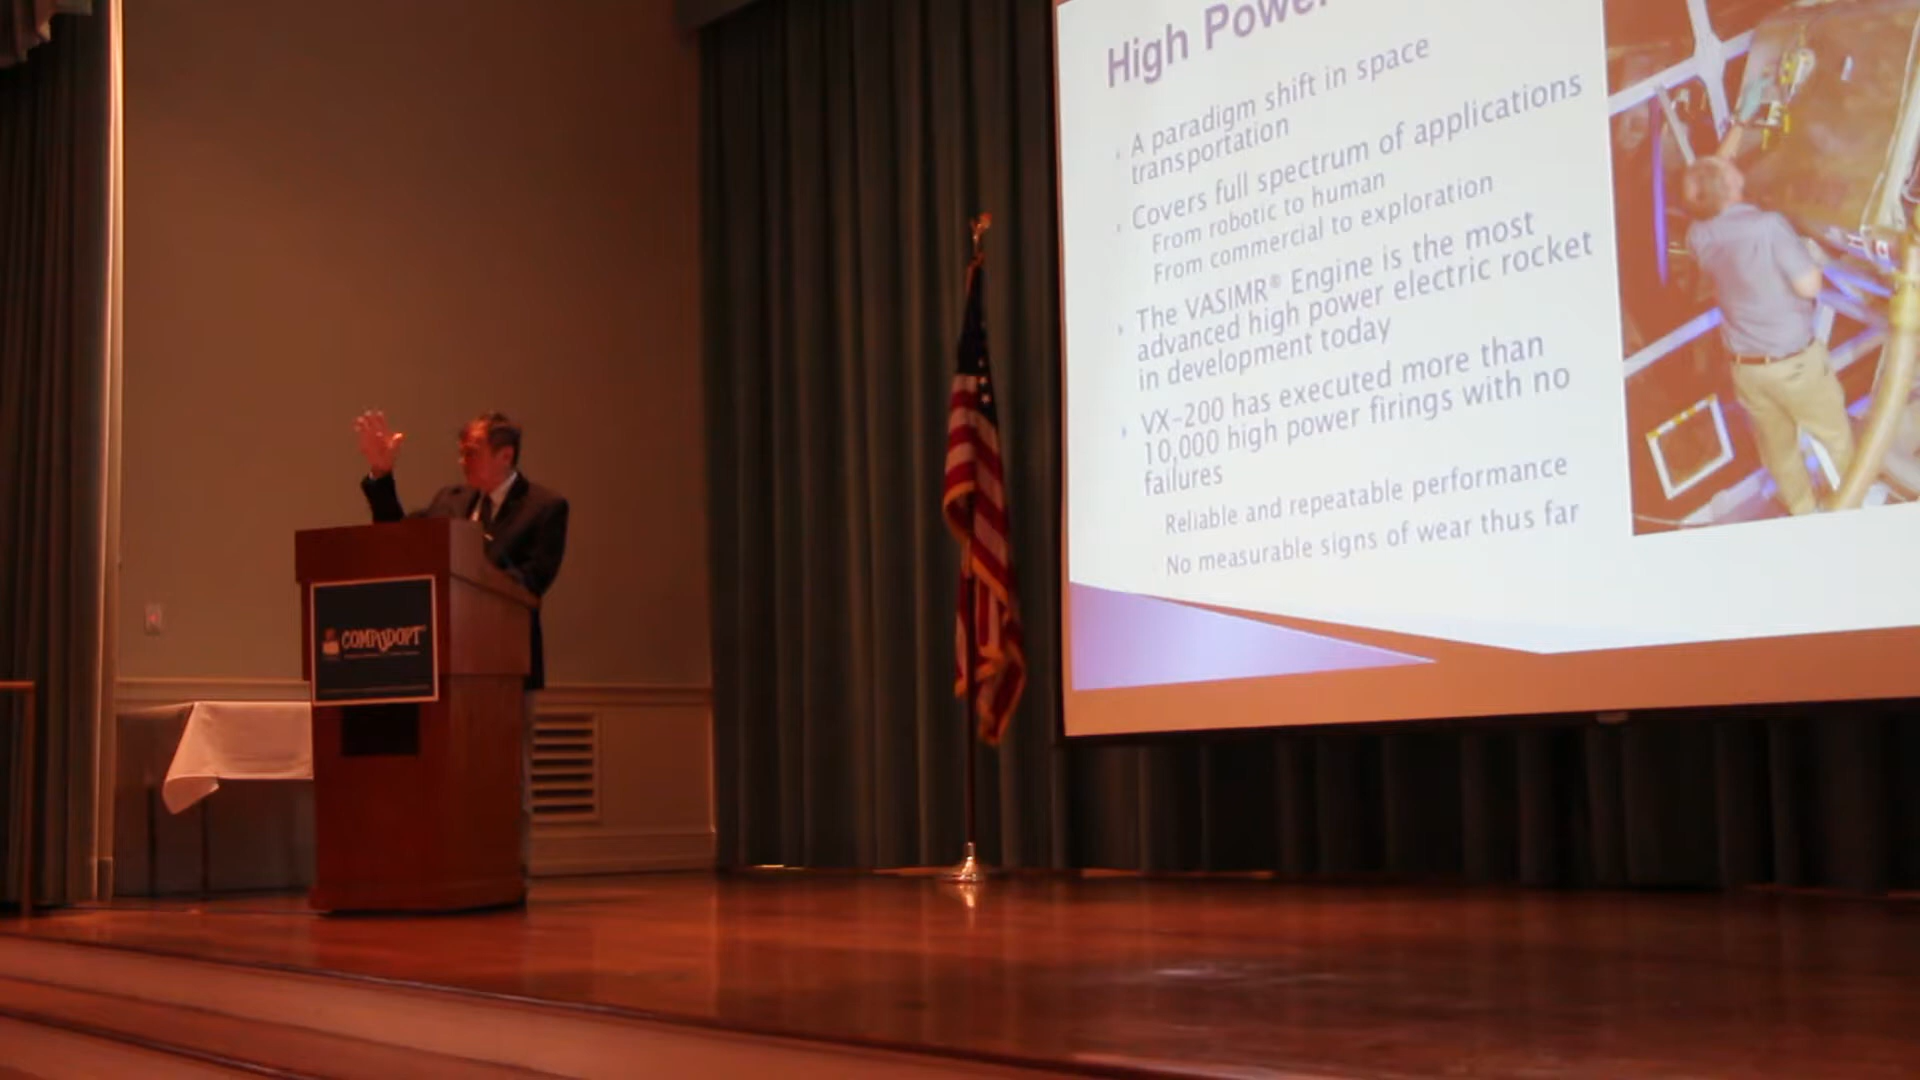 High Power
A paradigm shift in space
transportation
Covers full spectrum of applications
From robotic to human
From commercial to exploration
The VASIMR® Engine is the most
advanced high power electric rocket
in development today
VX-200 has executed more than
10,000 high power firings with no
failures
Reliable and repeatable performance
No measurable signs of wear thus far
COMPUDOPT